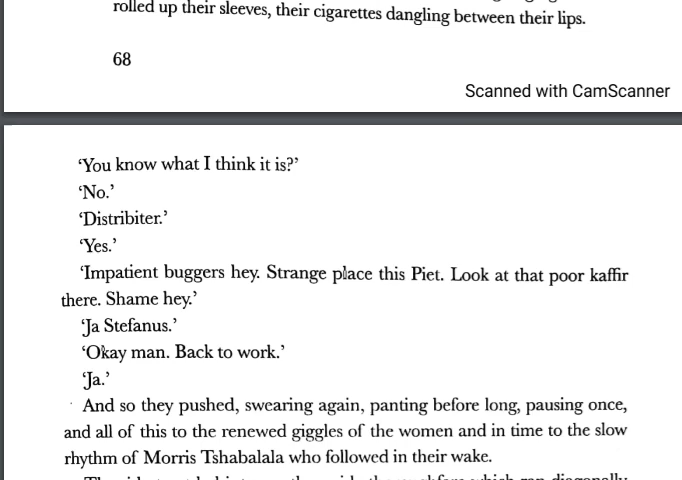 rolled up their sleeves, their cigarettes dangling between their lips.
68
Scanned with CamScanner
‘You know what I think it is?’
‘No.’
‘Distribiter.’
‘Yes.’
‘Impatient buggers hey. Strange place this Piet. Look at that poor kaffir
there. Shame hey.’
‘Ja Stefanus.’
‘Okay man. Back to work.’
‘Ja.’
And so they pushed, swearing again, panting before long, pausing once,
and all of this to the renewed giggles of the women and in time to the slow
rhythm of Morris Tshabalala who followed in their wake.